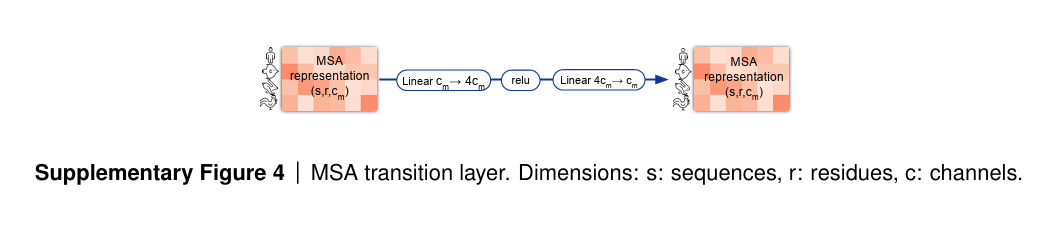 MSA
representation
(s,r,cm)
Linear cm→ 4cm
relu
Linear 4cm→ cm
MSA
representation
(s,r,cm)
Supplementary Figure 4 | MSA transition layer. Dimensions: s: sequences, r: residues, c: channels.